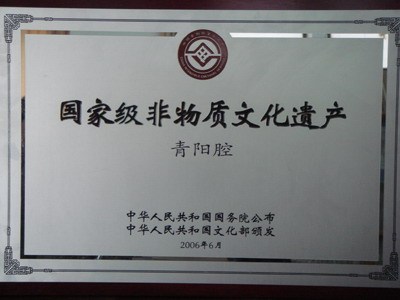 国家级非物质文化遗产
青阳腔
中华人民共和国国务院公布
中华人民共和国文化部颁发
2006年6月